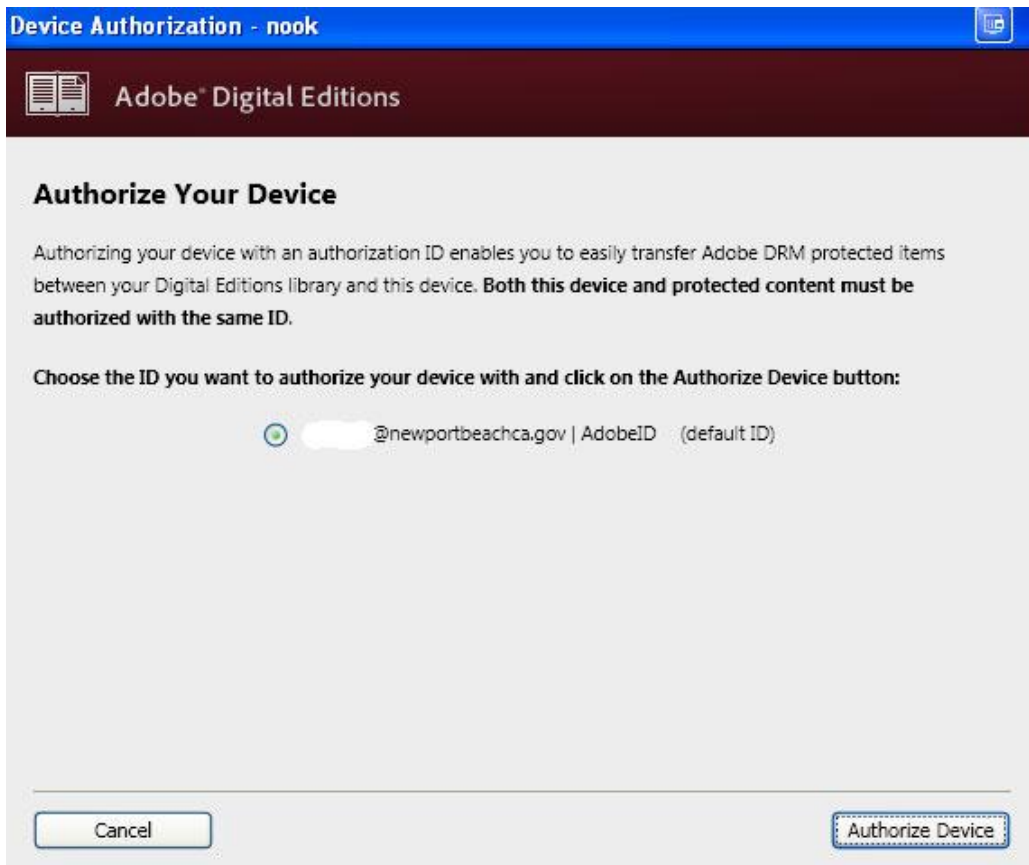 Device Authorization - nook
Adobe® Digital Editions
Authorize Your Device
Authorizing your device with an authorization ID enables you to easily transfer Adobe DRM protected items
between your Digital Editions library and this device. Both this device and protected content must be
authorized with the same ID.
Choose the ID you want to authorize your device with and click on the Authorize Device button:
@newportbeachca.gov | AdobeID (default ID)
Cancel
Authorize Device